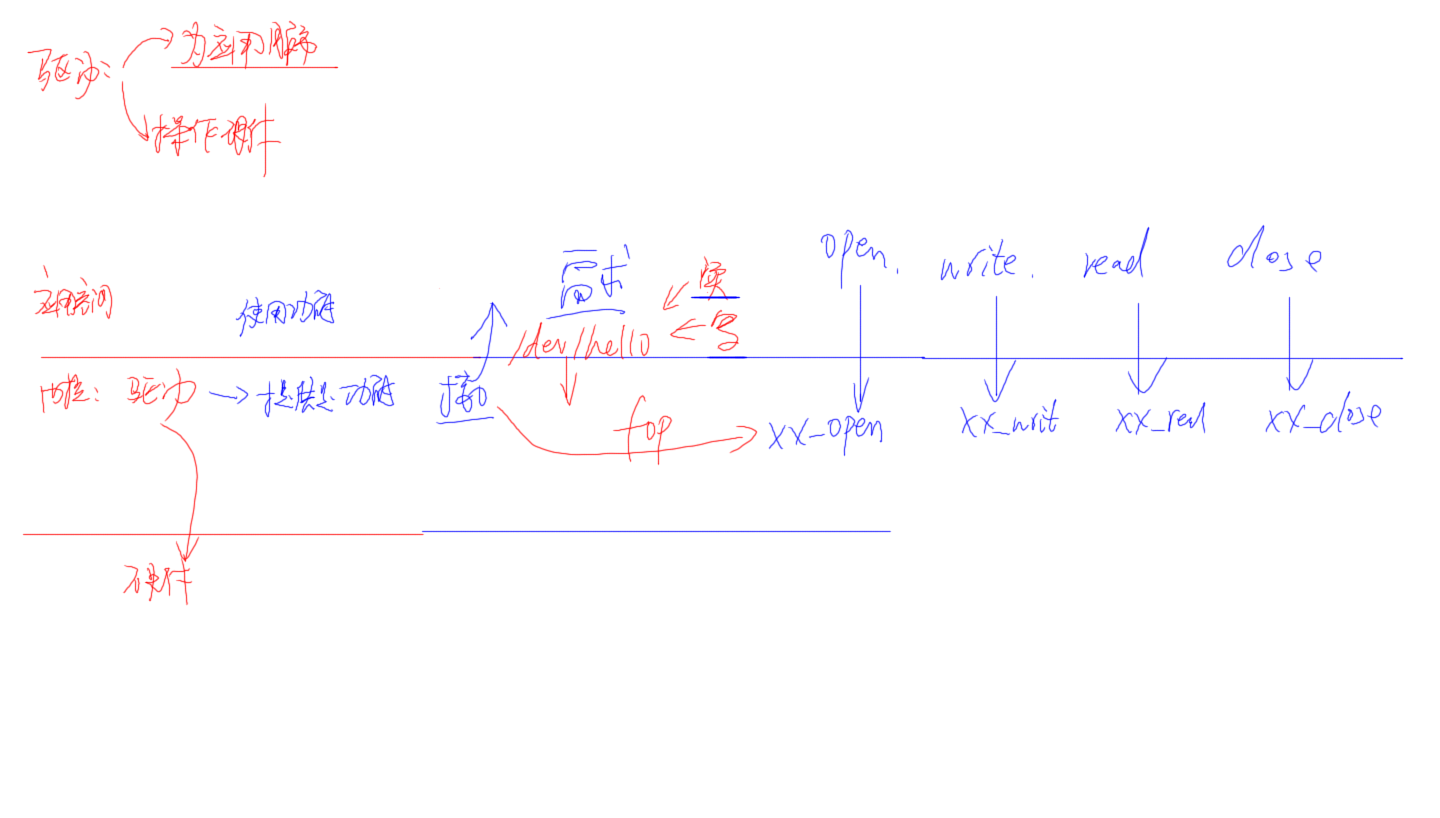 驱动:
为应用服务
操作硬件
open. write. read close
需求 读
应用空间 使用功能
/dev/hello 写
内核: 驱动 提供功能 接口
fop xx-open xx_writ xx_read xx_close
硬件